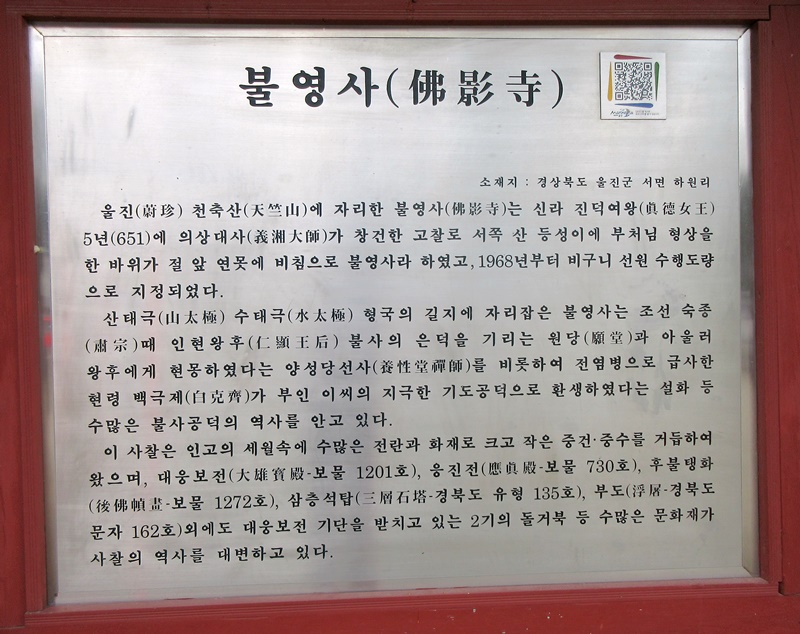 불영사(佛影寺)
소재지 : 경상북도 울진군 서면 하원리
울진(蔚珍) 천축산(天竺山)에 자리한 불영사(佛影寺)는 신라 진덕여왕(眞德女王)
5년(651)에 의상대사(義湘大師)가 창건한 고찰로 서쪽 산 등성이에 부처님 형상을
한 바위가 절 앞 연못에 비침으로 불영사라 하였고, 1968년부터 비구니 선원 수행도량
으로 지정되었다.
산태극(山太極) 수태극(水太極) 형국의 길지에 자리잡은 불영사는 조선 숙종
(肅宗)때 인현왕후(仁顯王后) 불사의 은덕을 기리는 원당(願堂)과 아울러
왕후에게 현몽하였다는 양성당선사(養性堂禪師)를 비롯하여 전염병으로 급사한
현령 백극제(白克齊)가 부인 이씨의 지극한 기도공덕으로 환생하였다는 설화 등
수많은 불사공덕의 역사를 안고 있다.
이 사찰은 인고의 세월속에 수많은 전란과 화재로 크고 작은 중건·중수를 거듭하여
왔으며, 대웅보전(大雄寶殿-보물 1201호), 응진전(應眞殿-보물 730호), 후불탱화
(後佛幀畫-보물 1272호), 삼층석탑(三層石塔-경북도 유형 135호), 부도(浮屠-경북도
문자 162호)외에도 대웅보전 기단을 받치고 있는 2기의 돌거북 등 수많은 문화재가
사찰의 역사를 대변하고 있다.